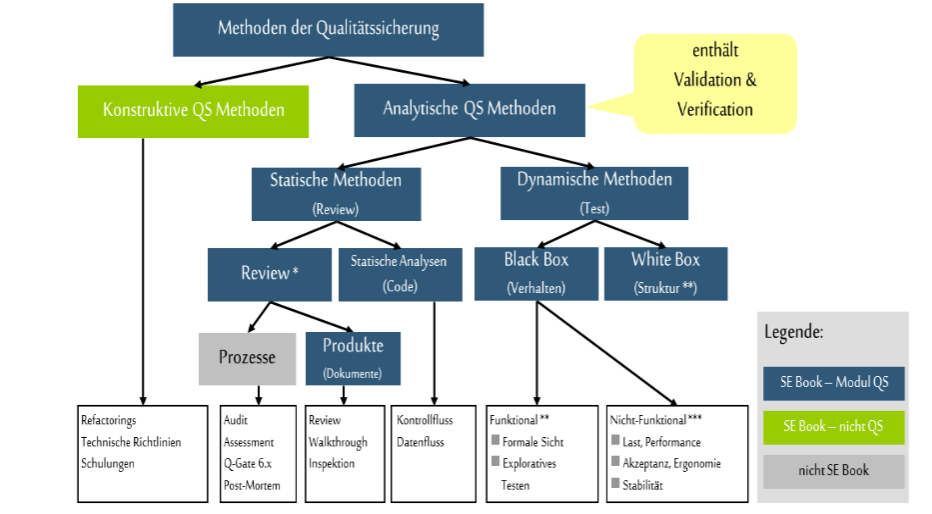 Methoden der Qualitätssicherung
enthält
Validation &
Verification
Konstruktive QS Methoden
Analytische QS Methoden
Statische Methoden
(Review)
Dynamische Methoden
(Test)
Review *
Statische Analysen
(Code)
Black Box
(Verhalten)
White Box
(Struktur **)
Prozesse
Produkte
(Dokumente)
Refactorings
Technische Richtlinien
Schulungen
Audit
Assessment
Q-Gate 6.x
Post-Mortem
Review
Walkthrough
Inspektion
Kontrollfluss
Datenfluss
Funktional **
Formale Sicht
Exploratives
Testen
Nicht-Funktional ***
Last, Performance
Akzeptanz, Ergonomie
Stabilität
Legende:
SE Book – Modul QS
SE Book – nicht QS
nicht SE Book